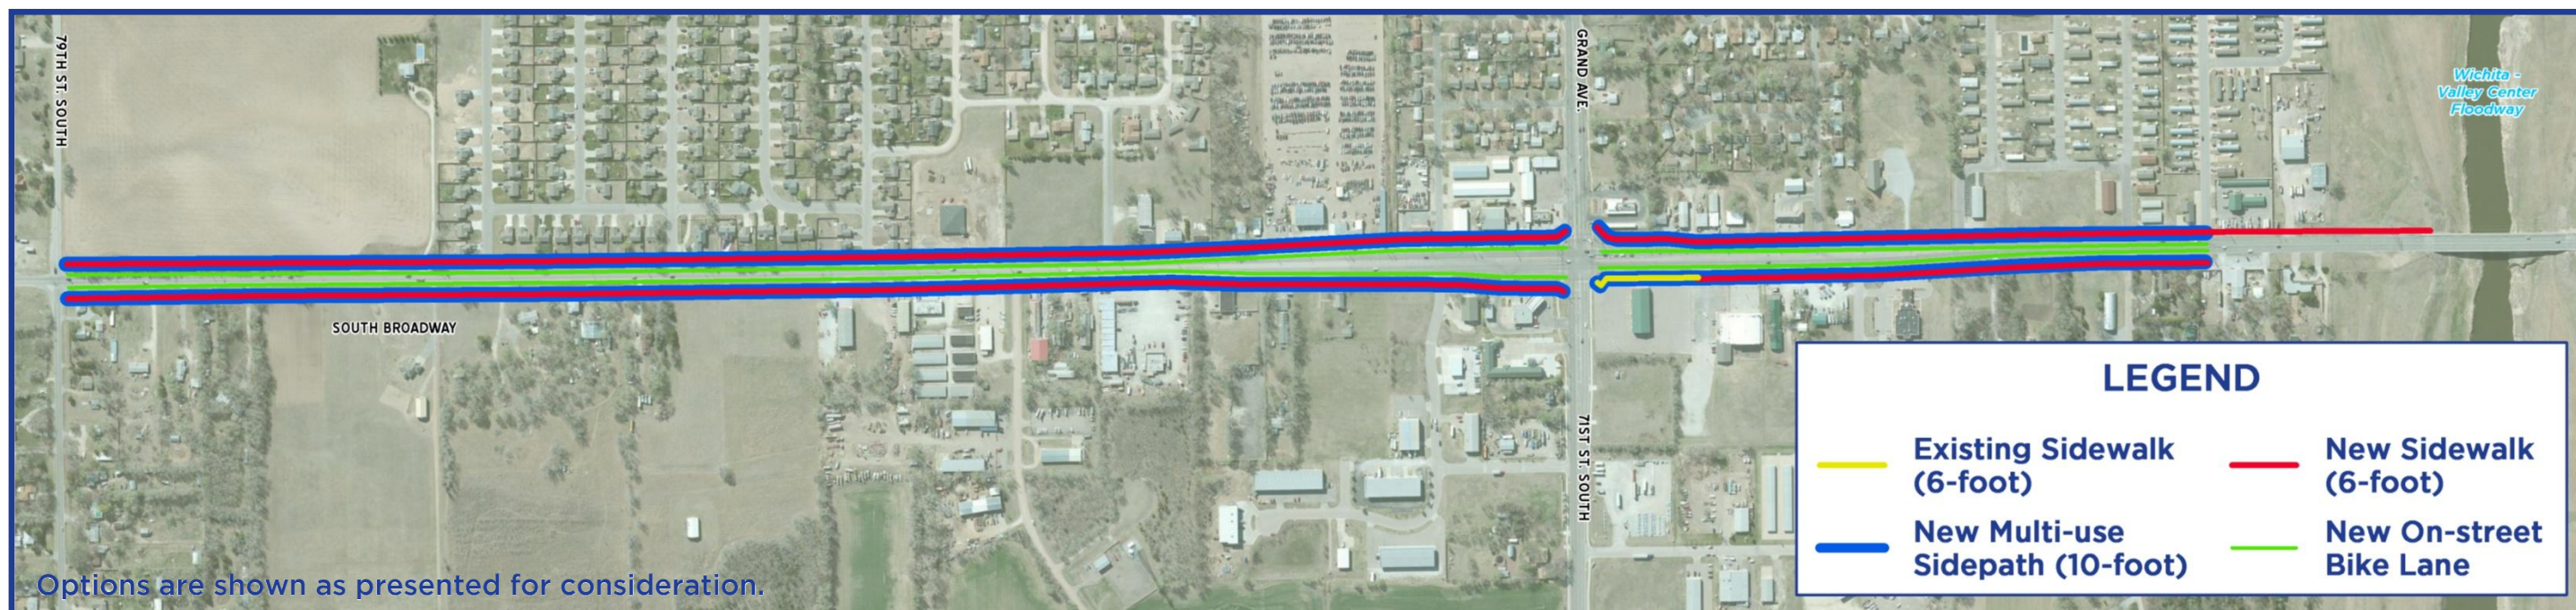 79TH ST. SOUTH
GRAND AVE.
Wichita -
Valley Center
Floodway
SOUTH BROADWAY
71ST ST. SOUTH
LEGEND
Existing Sidewalk
(6-foot)
New Sidewalk
(6-foot)
New Multi-use
Sidepath (10-foot)
New On-street
Bike Lane
Options are shown as presented for consideration.